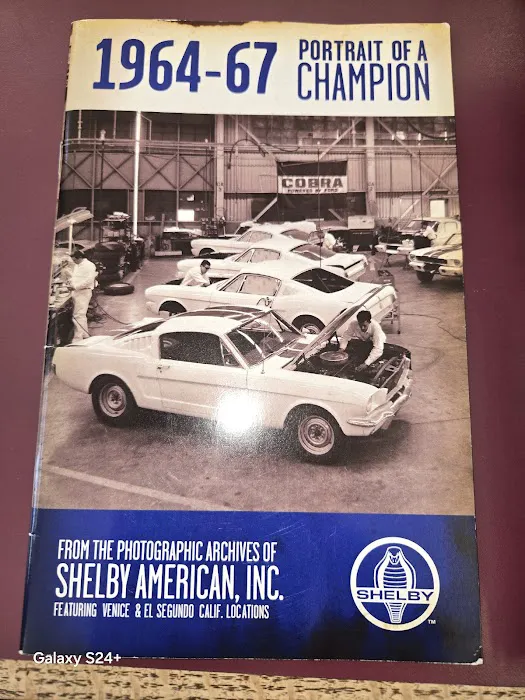 1964-67
PORTRAIT OF A
CHAMPION
COBRA
POWERED BY FORD
FROM THE PHOTOGRAPHIC ARCHIVES OF
SHELBY AMERICAN, INC.
FEATURING VENICE & EL SEGUNDO CALIF. LOCATIONS
SHELBY
TM
Galaxy S24+